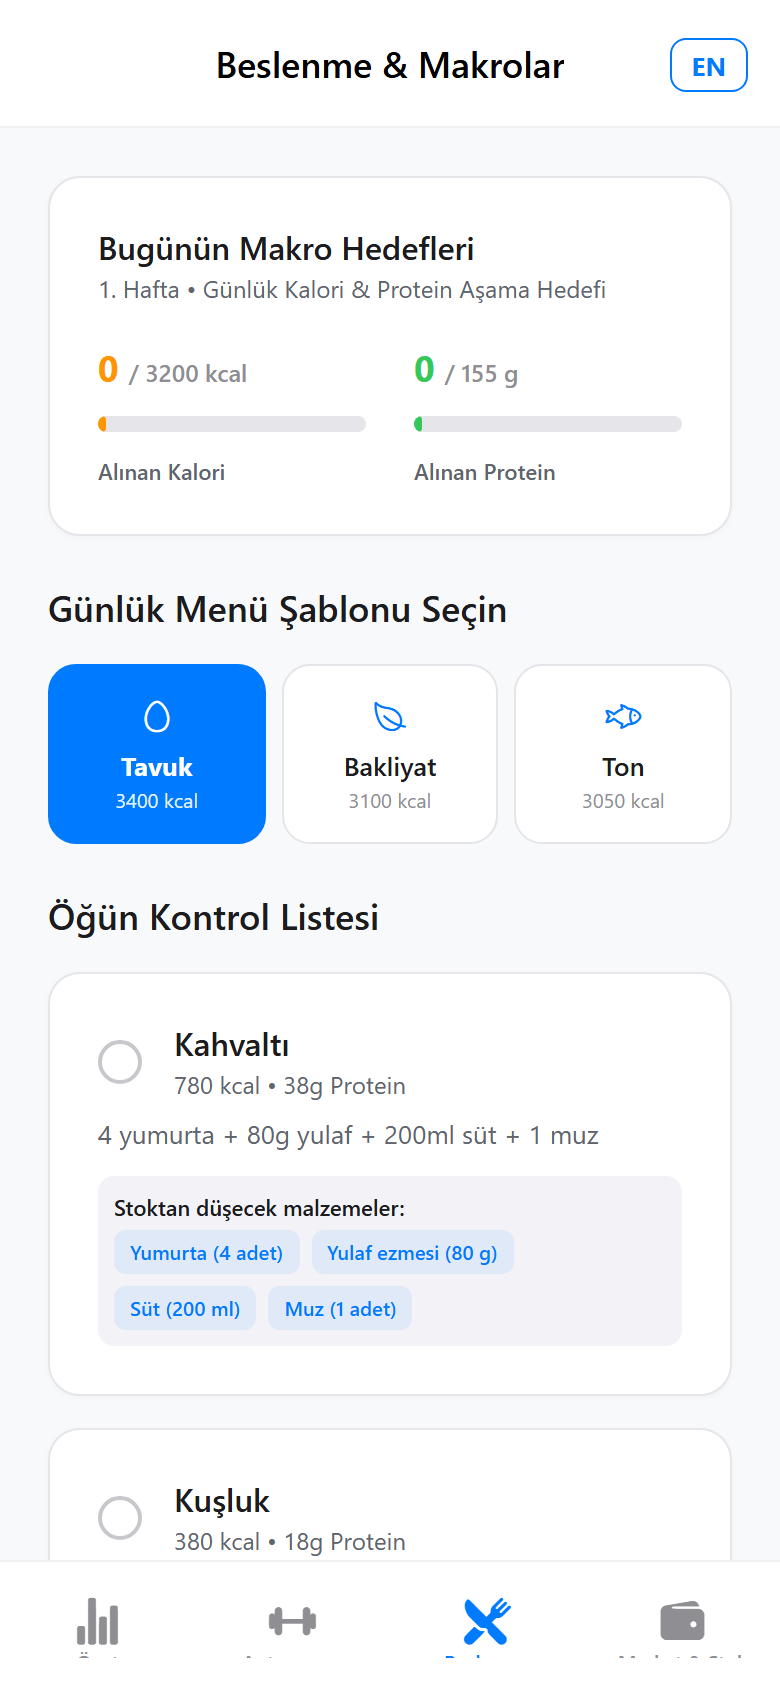 Beslenme & Makrolar
EN
Bugünün Makro Hedefleri
1. Hafta • Günlük Kalori & Protein Aşama Hedefi
0 / 3200 kcal
0 / 155 g
Alınan Kalori
Alınan Protein
Günlük Menü Şablonu Seçin
Tavuk
3400 kcal
Bakliyat
3100 kcal
Ton
3050 kcal
Öğün Kontrol Listesi
Kahvaltı
780 kcal • 38g Protein
4 yumurta + 80g yulaf + 200ml süt + 1 muz
Stoktan düşecek malzemeler:
Yumurta (4 adet)
Yulaf ezmesi (80 g)
Süt (200 ml)
Muz (1 adet)
Kuşluk
380 kcal • 18g Protein